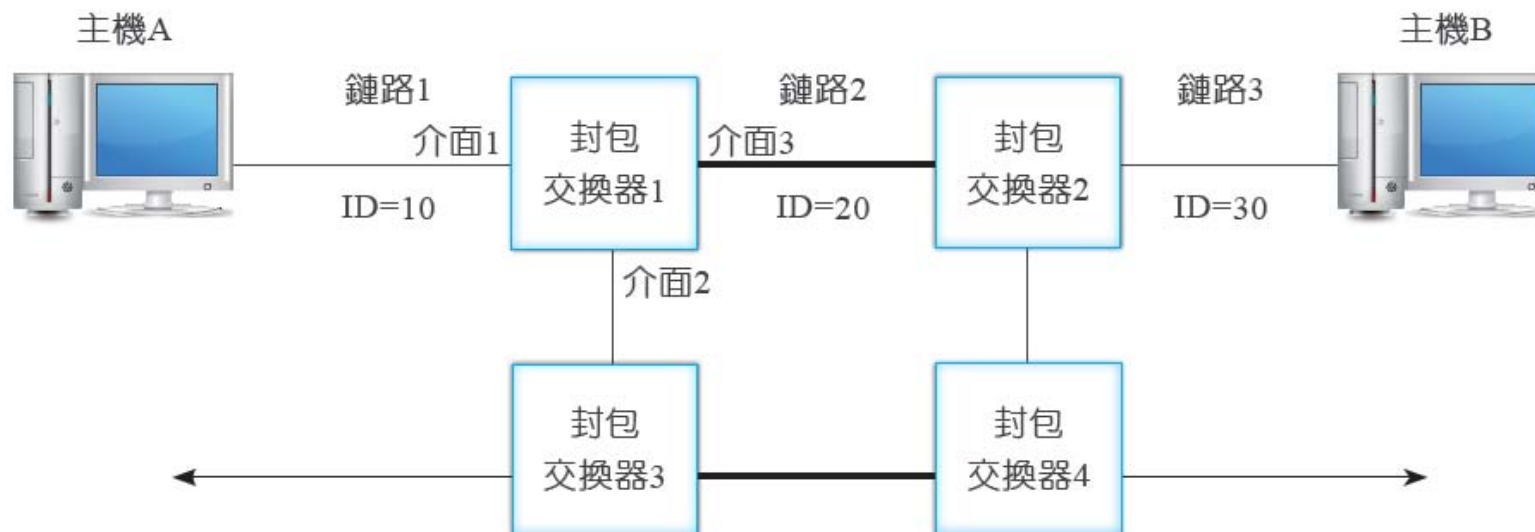 主機A
主機B
鏈路1
鏈路2
鏈路3
介面1
封包
交換器1
介面3
封包
交換器2
ID=10
ID=20
ID=30
介面2
封包
交換器3
封包
交換器4